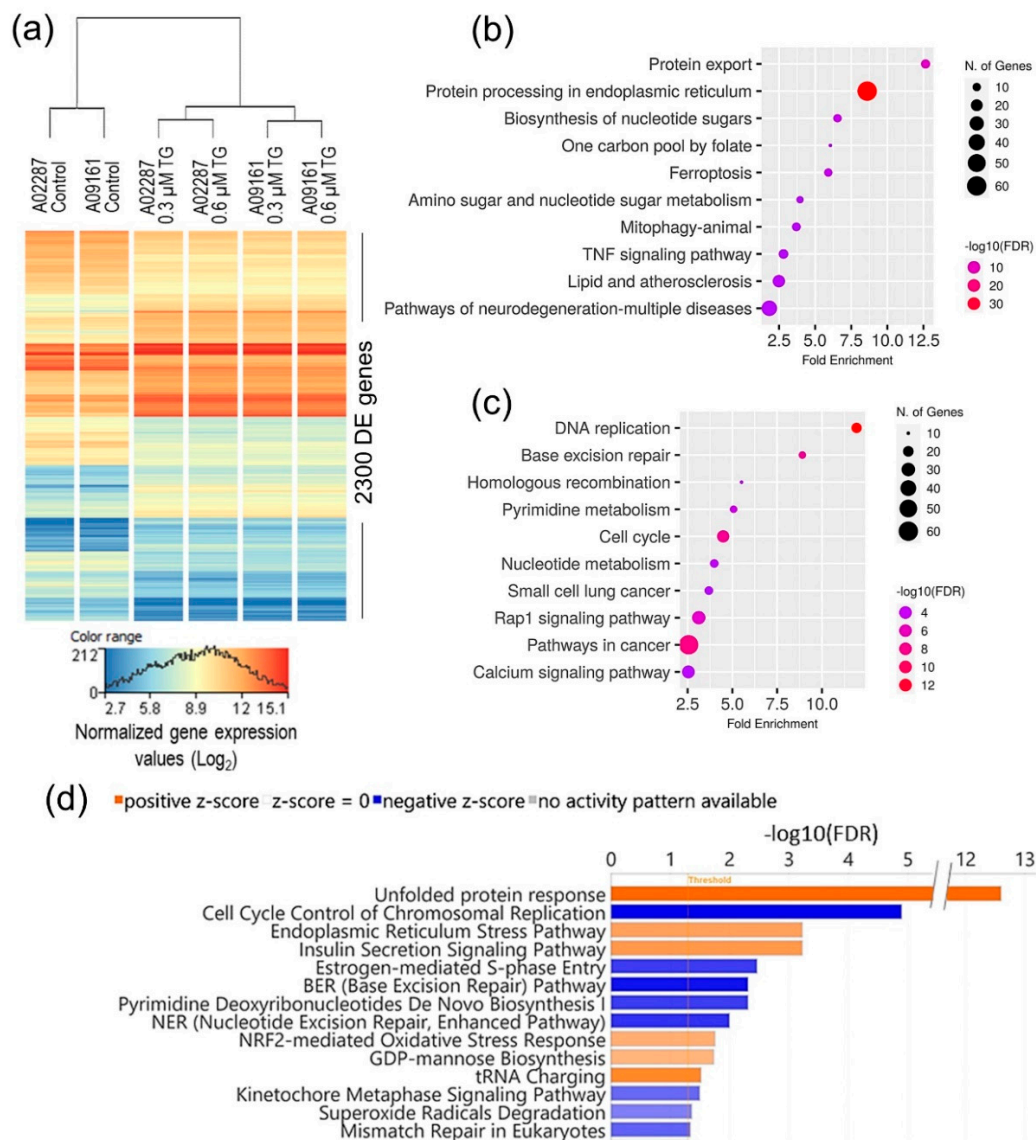 (a)
A02287
Control
A09161
Control
A02287
0.3 µM TG
A02287
0.6 µM TG
A09161
0.3 µM TG
A09161
0.6 µM TG
2300 DE genes
Color range
212
0
2.7 5.8 8.9 12 15.1
Normalized gene expression
values (Log2)
(b)
Protein export
Protein processing in endoplasmic reticulum
Biosynthesis of nucleotide sugars
One carbon pool by folate
Ferroptosis
Amino sugar and nucleotide sugar metabolism
Mitophagy-animal
TNF signaling pathway
Lipid and atherosclerosis
Pathways of neurodegeneration-multiple diseases
2.5 5.0 7.5 10.0 12.5
Fold Enrichment
N. of Genes
10
20
30
40
50
60
-log10(FDR)
10
20
30
(c)
DNA replication
Base excision repair
Homologous recombination
Pyrimidine metabolism
Cell cycle
Nucleotide metabolism
Small cell lung cancer
Rap1 signaling pathway
Pathways in cancer
Calcium signaling pathway
2.5 5.0 7.5 10.0
Fold Enrichment
N. of Genes
10
20
30
40
50
60
-log10(FDR)
4
6
8
10
12
(d)
positive z-score z-score = 0 negative z-score no activity pattern available
-log10(FDR)
0 1 2 3 4 5 12 13
Threshold
Unfolded protein response
Cell Cycle Control of Chromosomal Replication
Endoplasmic Reticulum Stress Pathway
Insulin Secretion Signaling Pathway
Estrogen-mediated S-phase Entry
BER (Base Excision Repair) Pathway
Pyrimidine Deoxyribonucleotides De Novo Biosynthesis I
NER (Nucleotide Excision Repair, Enhanced Pathway)
NRF2-mediated Oxidative Stress Response
GDP-mannose Biosynthesis
tRNA Charging
Kinetochore Metaphase Signaling Pathway
Superoxide Radicals Degradation
Mismatch Repair in Eukaryotes